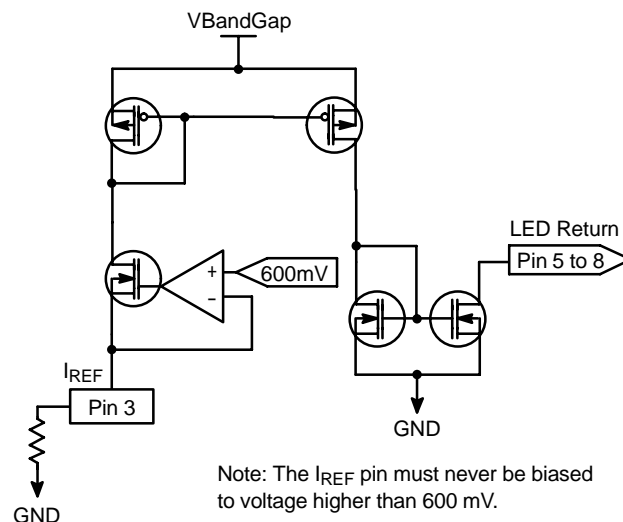 VBandGap
+
600mV
−
LED Return
Pin 5 to 8
IREF
Pin 3
GND
GND
Note: The IREF pin must never be biased
to voltage higher than 600 mV.